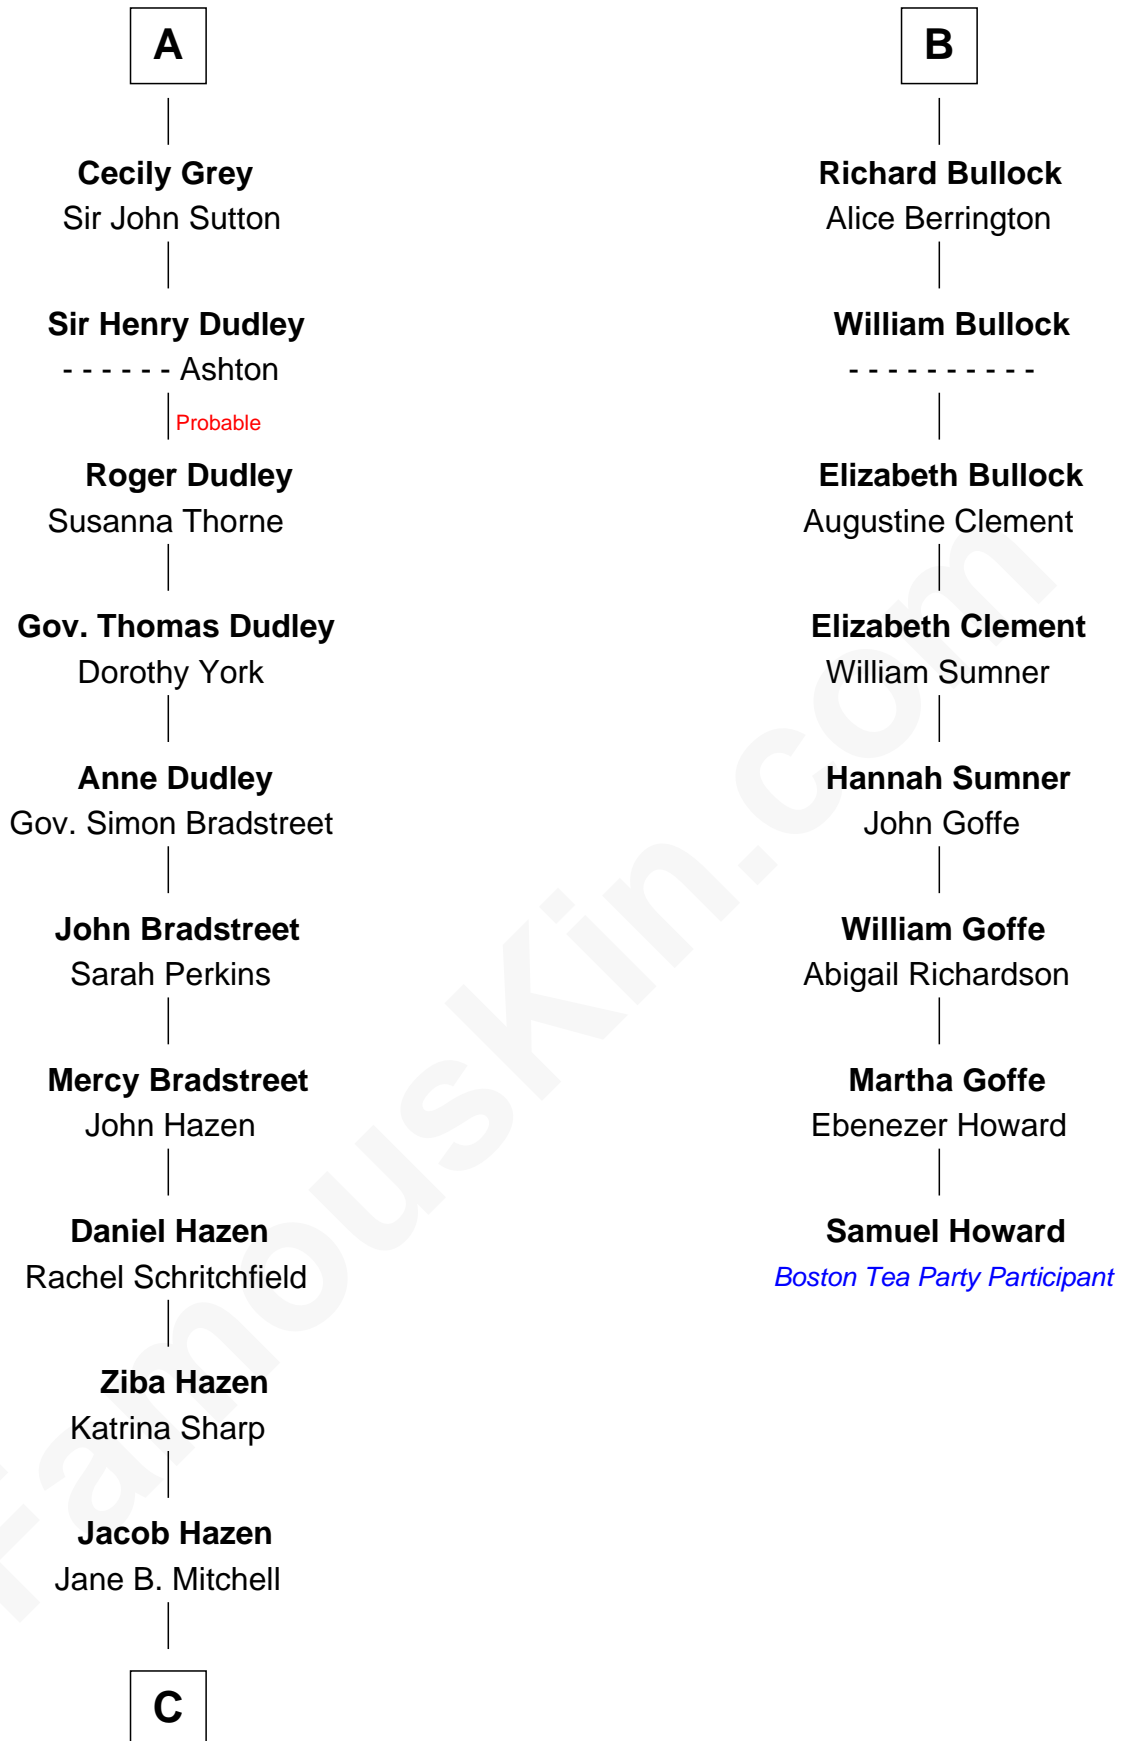 A
Cecily Grey
Sir John Sutton
Sir Henry Dudley
- - - - - - Ashton
Probable
Roger Dudley
Susanna Thorne
Gov. Thomas Dudley
Dorothy York
Anne Dudley
Gov. Simon Bradstreet
John Bradstreet
Sarah Perkins
Mercy Bradstreet
John Hazen
Daniel Hazen
Rachel Schritchfield
Ziba Hazen
Katrina Sharp
Jacob Hazen
Jane B. Mitchell
C
B
Richard Bullock
Alice Berrington
William Bullock
- - - - - - - - - -
Elizabeth Bullock
Augustine Clement
Elizabeth Clement
William Sumner
Hannah Sumner
John Goffe
William Goffe
Abigail Richardson
Martha Goffe
Ebenezer Howard
Samuel Howard
Boston Tea Party Participant
FamousKin.com